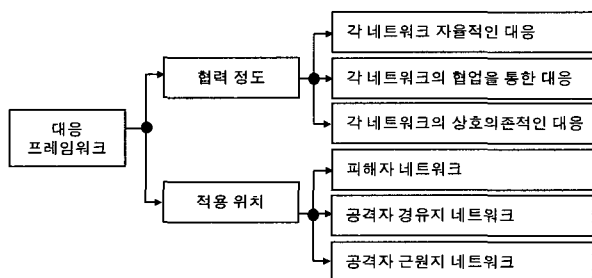 대응
프레임워크
협력 정도
적용 위치
각 네트워크 자율적인 대응
각 네트워크의 협업을 통한 대응
각 네트워크의 상호의존적인 대응
피해자 네트워크
공격자 경유지 네트워크
공격자 근원지 네트워크